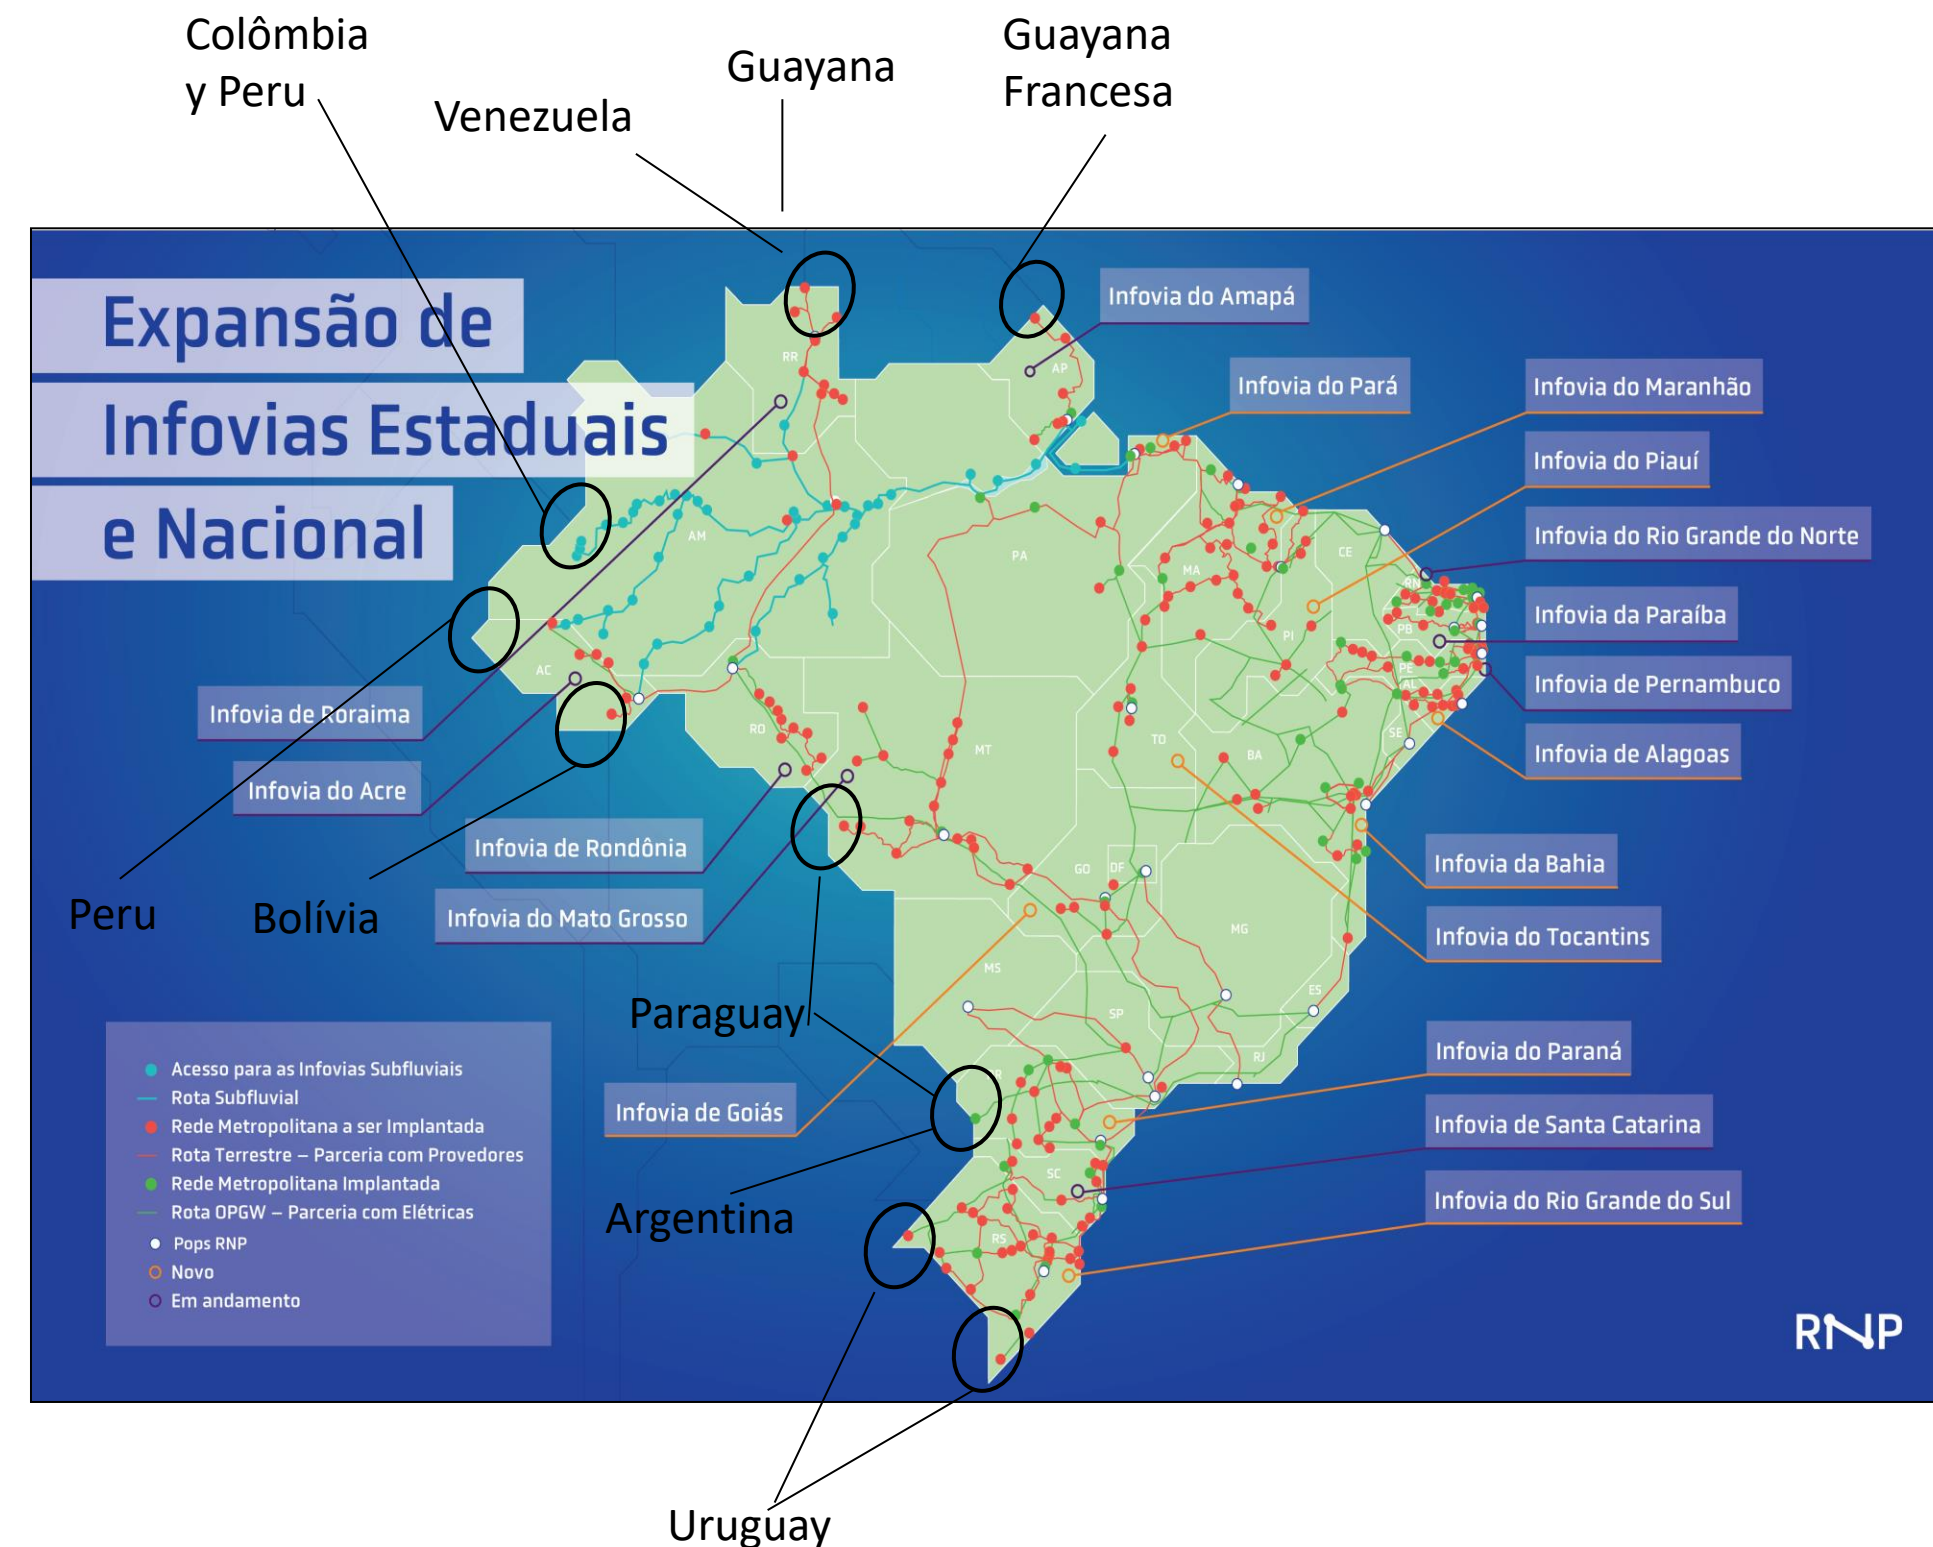 Colômbia
y Peru
Venezuela
Guayana
Guayana
Francesa
Expansão de
Infovias Estaduais
e Nacional
Infovia do Amapá
Infovia do Pará
Infovia do Maranhão
Infovia do Piauí
Infovia do Rio Grande do Norte
Infovia da Paraíba
Infovia de Pernambuco
Infovia de Alagoas
Infovia da Bahia
Infovia do Tocantins
Infovia do Paraná
Infovia de Santa Catarina
Infovia do Rio Grande do Sul
Infovia de Roraima
Infovia do Acre
Infovia de Rondônia
Infovia do Mato Grosso
Infovia de Goiás
Peru
Bolívia
Paraguay
Argentina
Uruguay
RR
AP
AM
PA
MA
CE
RN
PB
PE
AL
SE
PI
AC
RO
MT
TO
BA
GO
DF
MG
MS
ES
SP
RJ
SC
RS
Acesso para as Infovias Subfluviais
Rota Subfluvial
Rede Metropolitana a ser Implantada
Rota Terrestre – Parceria com Provedores
Rede Metropolitana Implantada
Rota OPGW – Parceria com Elétricas
Pops RNP
Novo
Em andamento
RNP